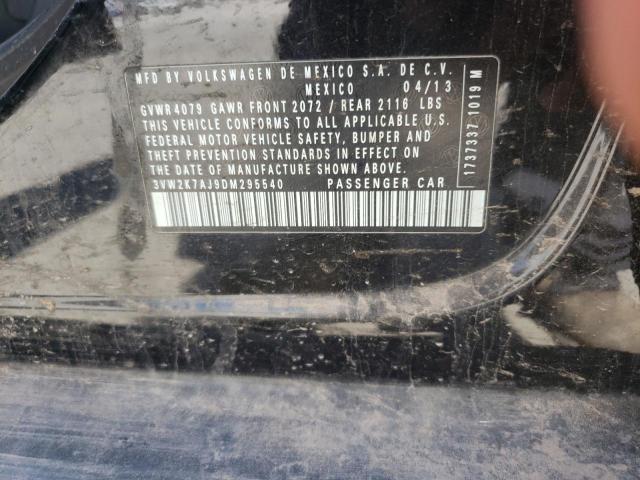 MFD BY VOLKSWAGEN DE MEXICO S.A. DE C.V.
MEXICO 04/13
GVWR4079 GAWR FRONT 2072 / REAR 2116 LBS
THIS VEHICLE CONFORMS TO ALL APPLICABLE U.S.
FEDERAL MOTOR VEHICLE SAFETY, BUMPER AND
THEFT PREVENTION STANDARDS IN EFFECT ON
THE DATE OF MANUFACTURE SHOWN ABOVE.
3VW2K7AJ9DM295540 PASSENGER CAR
1737337 1019 M